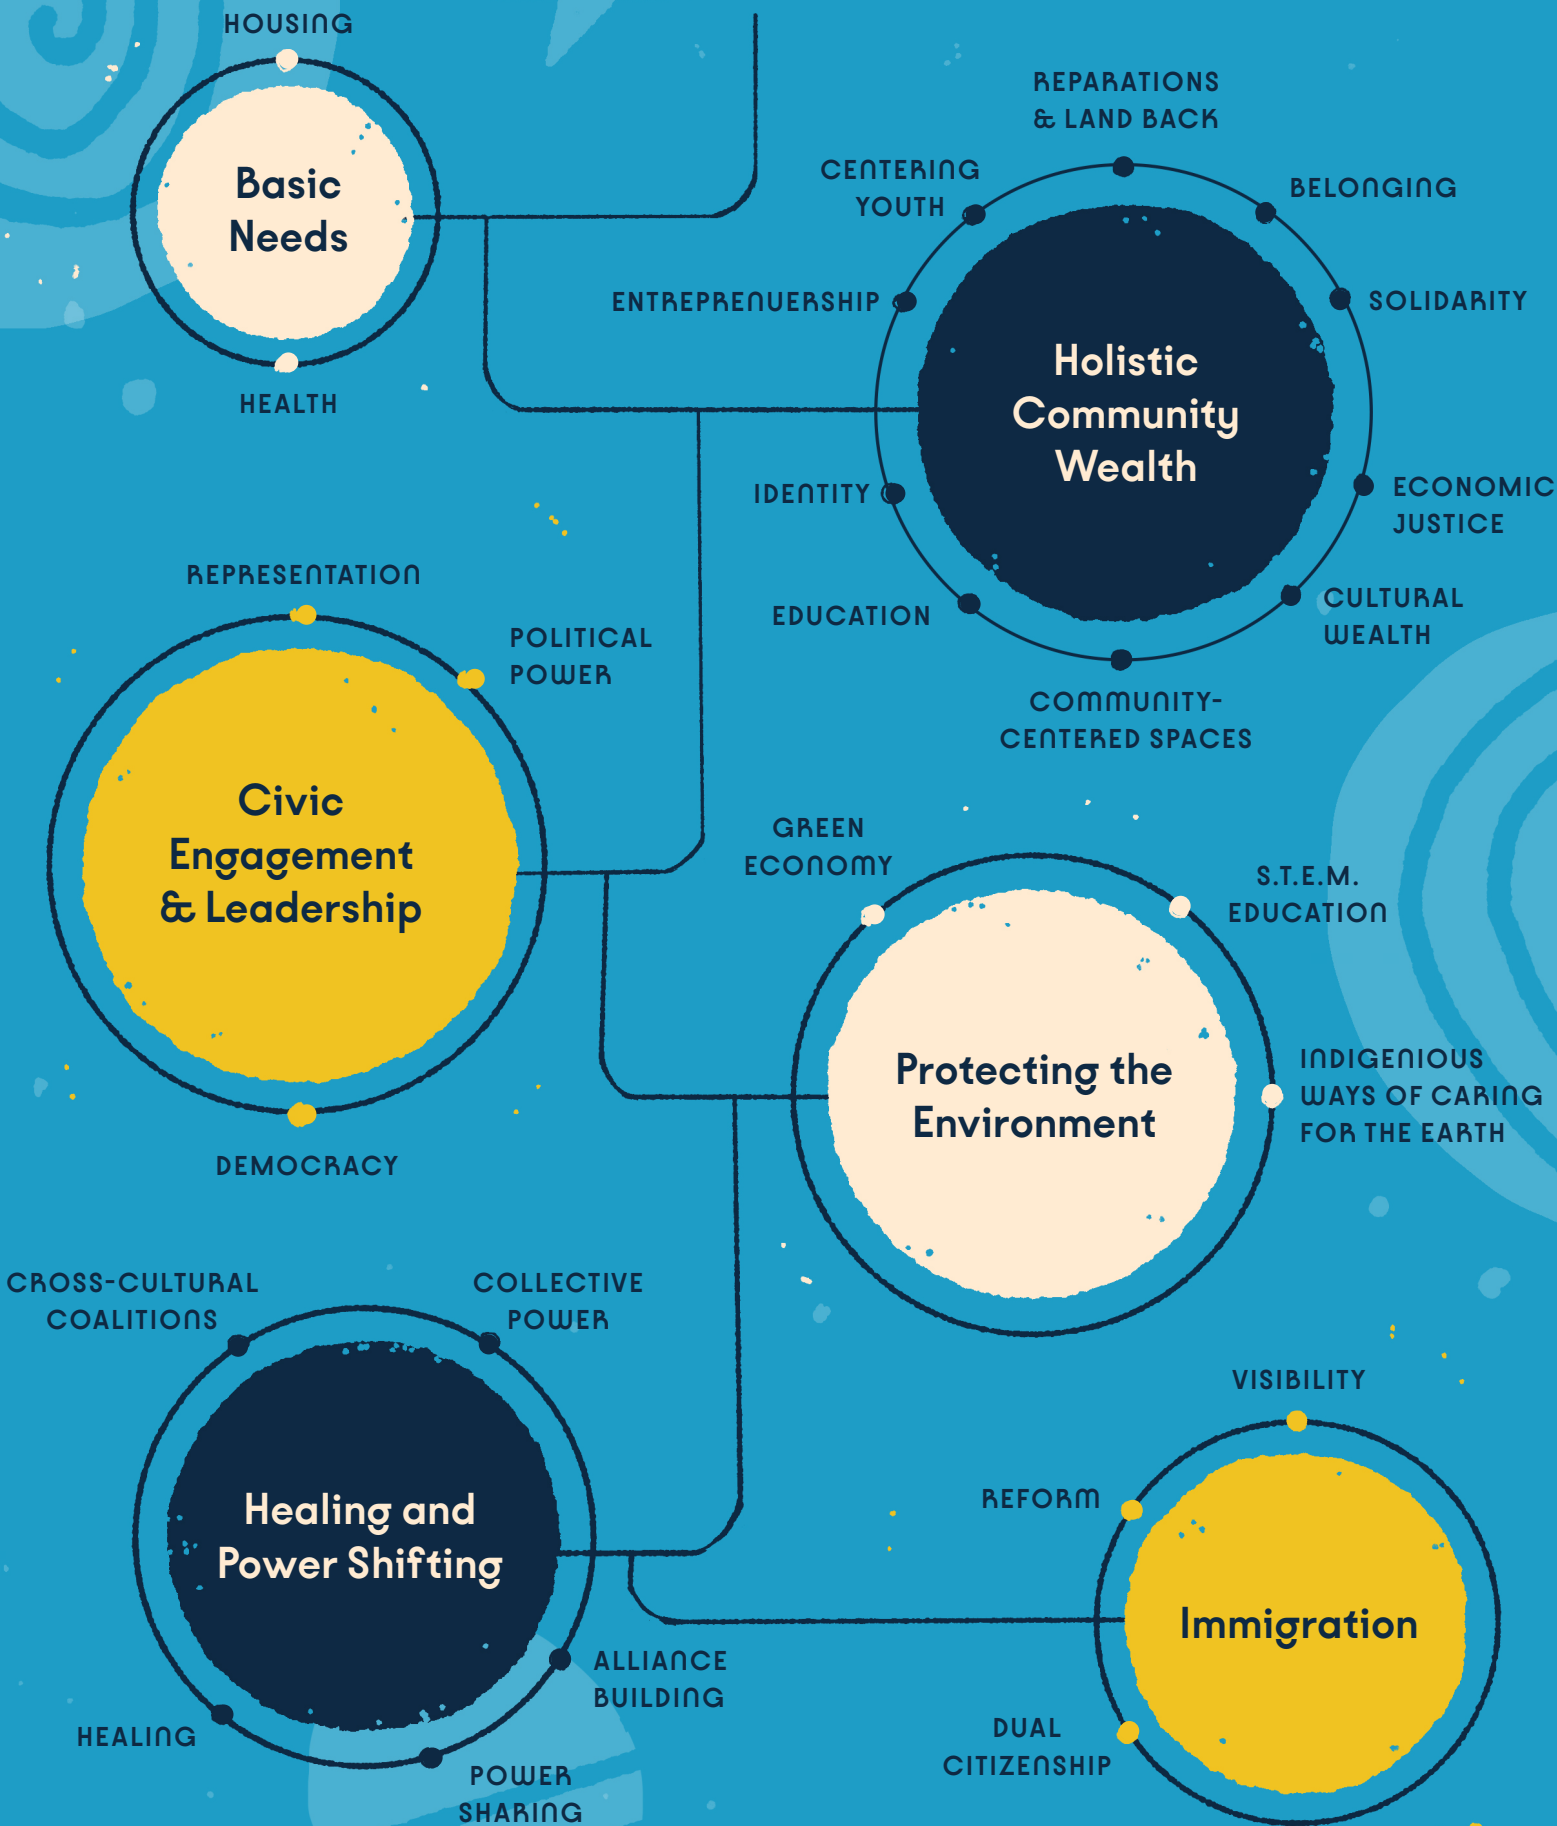 HOUSING
Basic
Needs
HEALTH
REPARATIONS
& LAND BACK
CENTERING
YOUTH
BELONGING
ENTREPRENUERSHIP
SOLIDARITY
Holistic
Community
Wealth
IDENTITY
ECONOMIC
JUSTICE
EDUCATION
CULTURAL
WEALTH
COMMUNITY-
CENTERED SPACES
REPRESENTATION
POLITICAL
POWER
Civic
Engagement
& Leadership
DEMOCRACY
GREEN
ECONOMY
S.T.E.M.
EDUCATION
Protecting the
Environment
INDIGENIOUS
WAYS OF CARING
FOR THE EARTH
CROSS-CULTURAL
COALITIONS
COLLECTIVE
POWER
Healing and
Power Shifting
ALLIANCE
BUILDING
HEALING
POWER
SHARING
VISIBILITY
REFORM
Immigration
DUAL
CITIZENSHIP